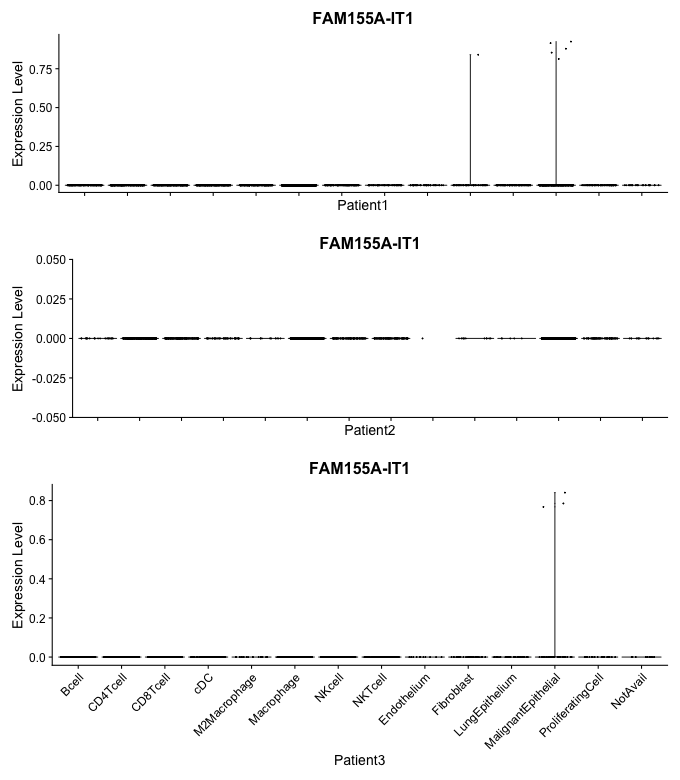 FAM155A-IT1
Expression Level
0.75
0.50
0.25
0.00
Patient1
FAM155A-IT1
Expression Level
0.050
0.025
0.000
-0.025
-0.050
Patient2
FAM155A-IT1
Expression Level
0.8
0.6
0.4
0.2
0.0
Bcell
CD4Tcell
CD8Tcell
cDC
M2Macrophage
Macrophage
NKcell
NKTcell
Endothelium
Fibroblast
LungEpithelium
MalignantEpithelial
ProliferatingCell
NotAvail
Patient3